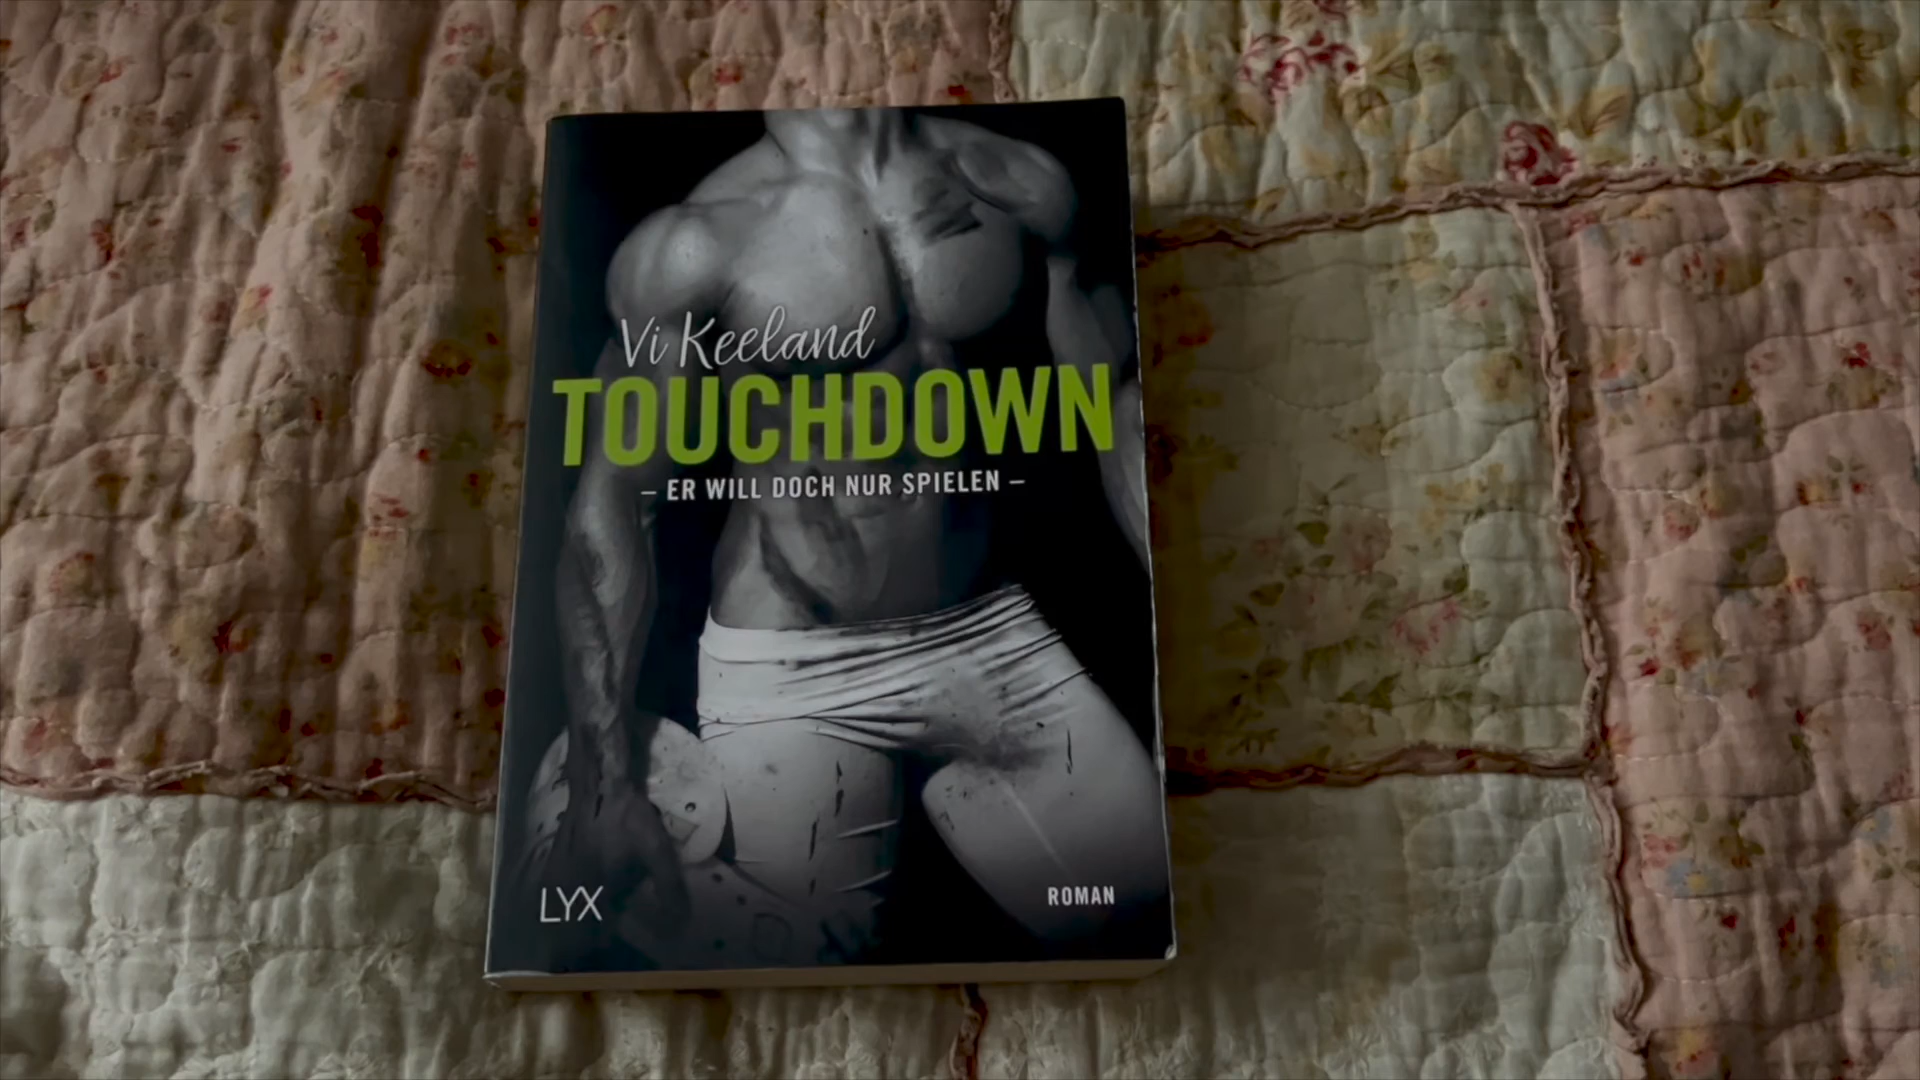 Vi Keeland
TOUCHDOWN
– ER WILL DOCH NUR SPIELEN –
LYX
ROMAN